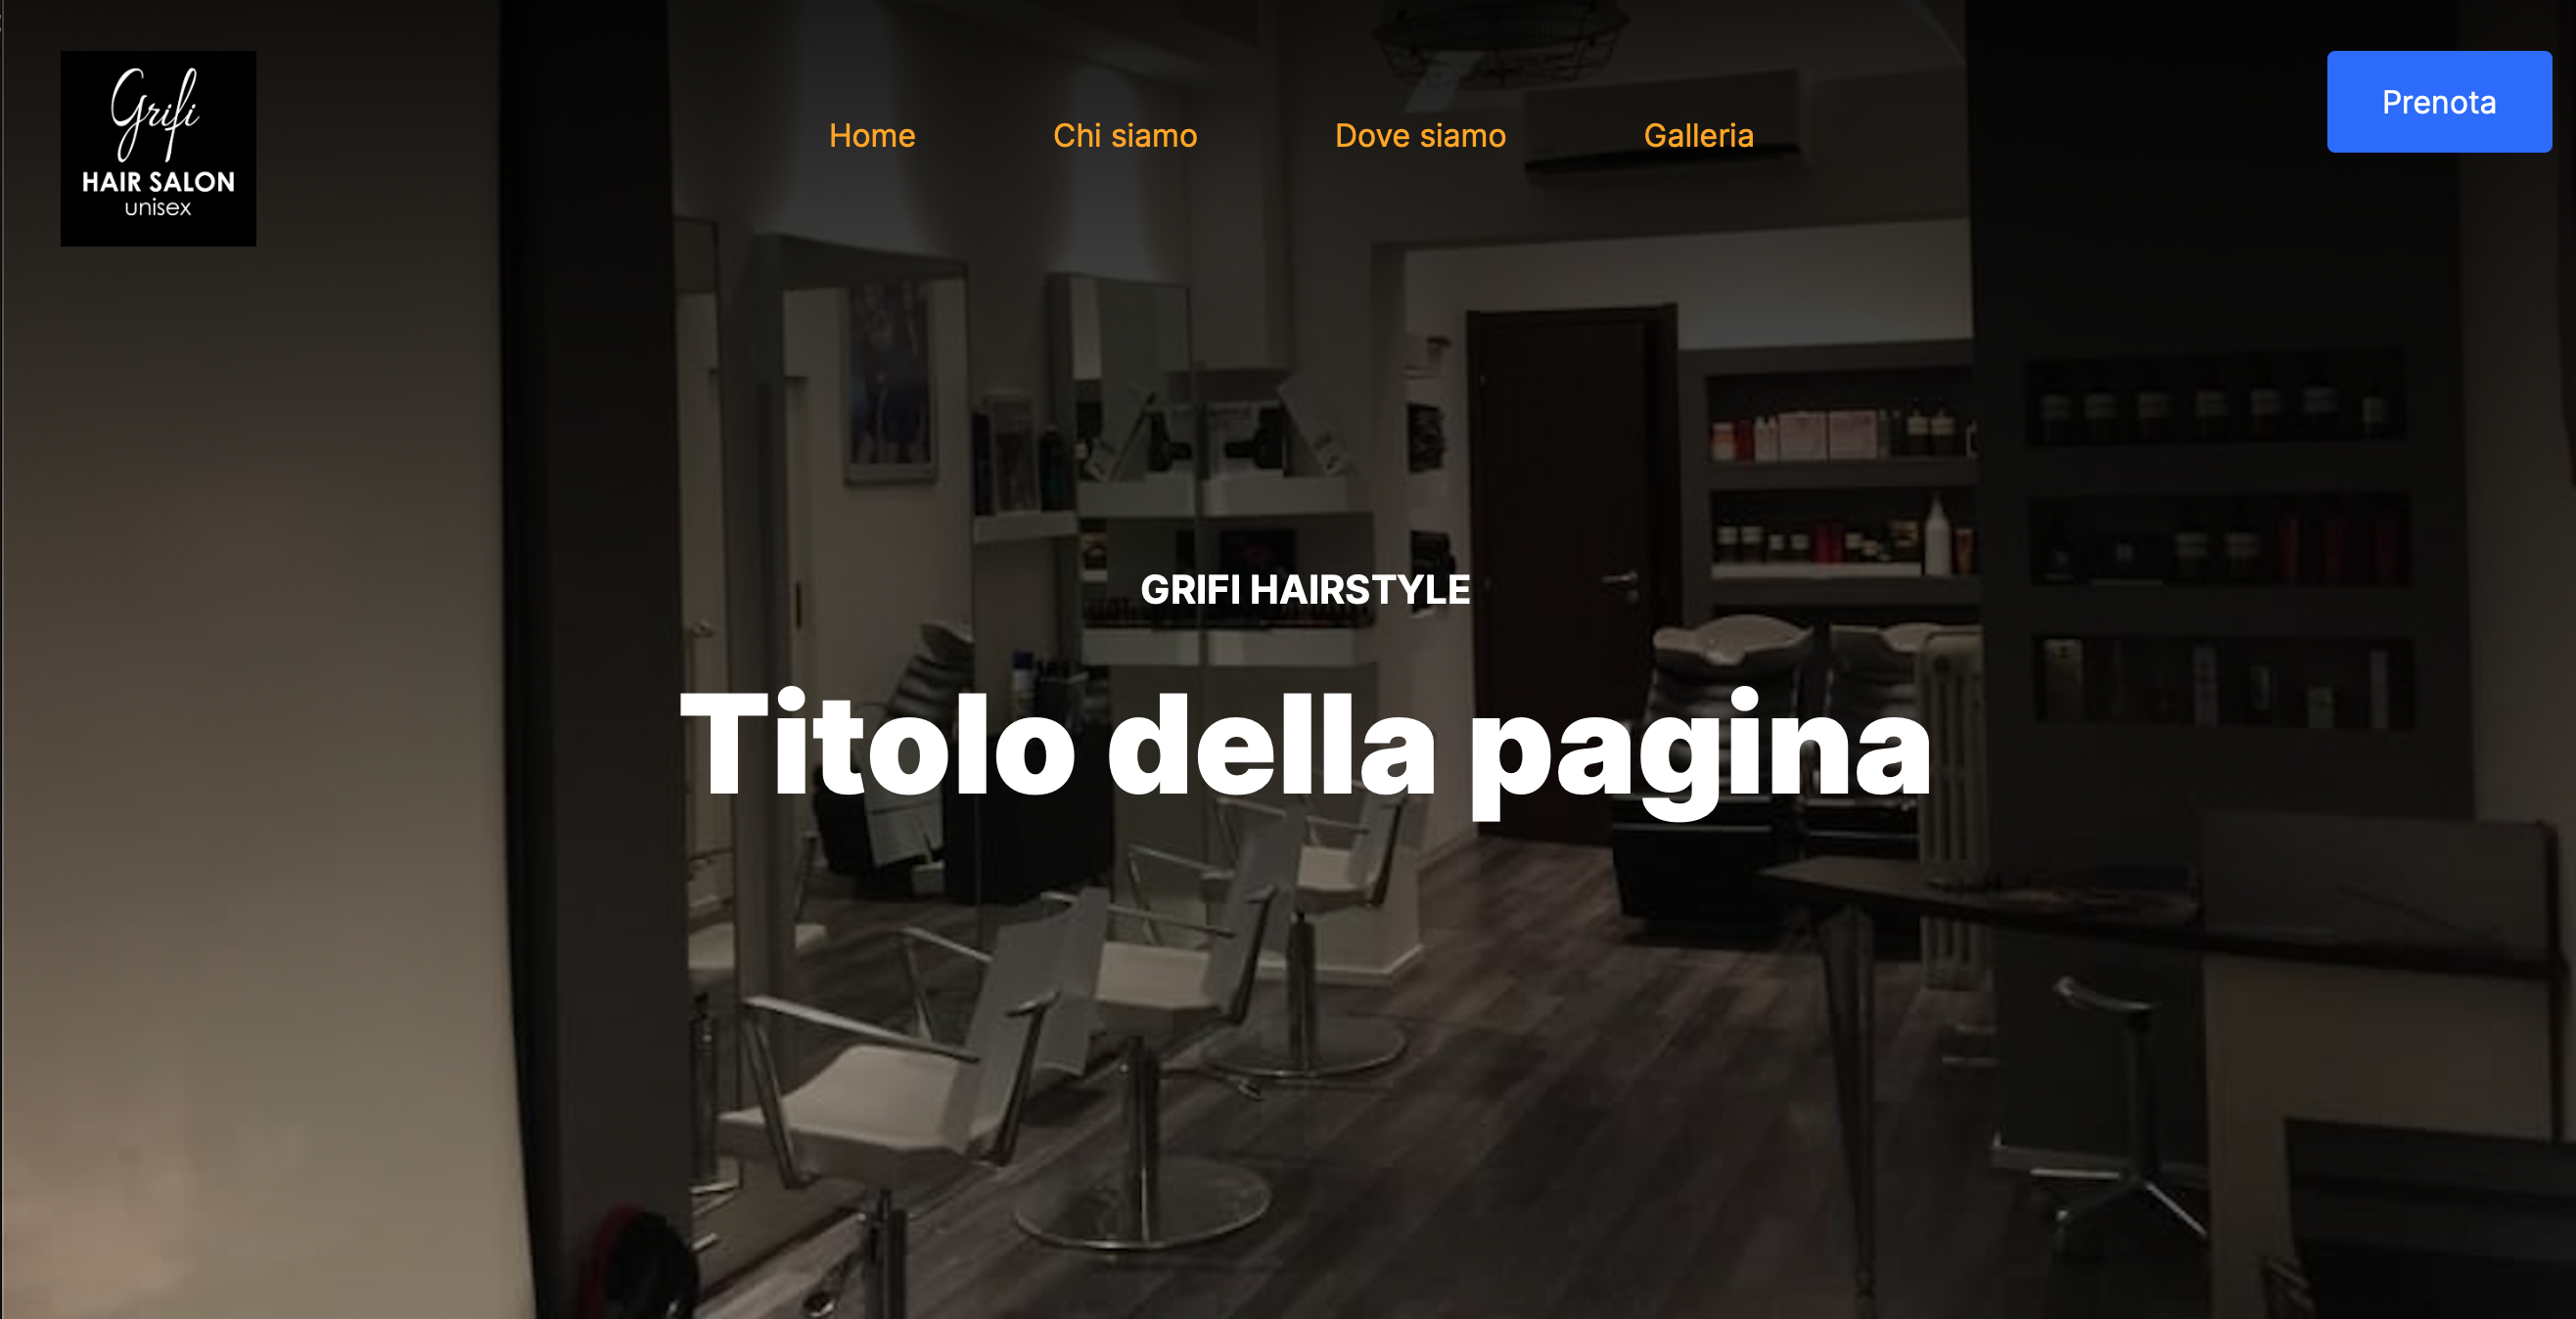 Grifi
HAIR SALON
unisex
Home
Chi siamo
Dove siamo
Galleria
Prenota
GRIFI HAIRSTYLE
Titolo della pagina